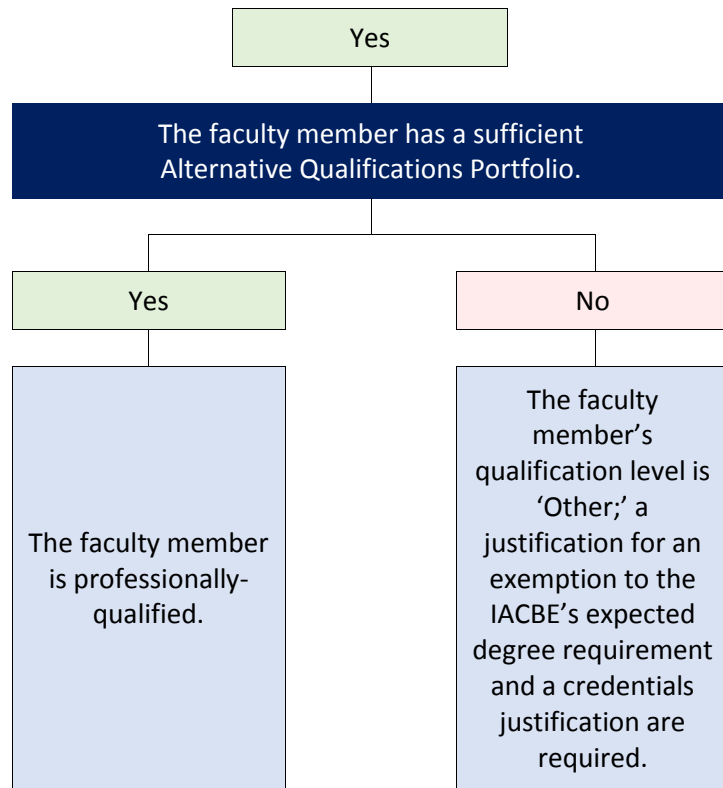 Yes
The faculty member has a sufficient
Alternative Qualifications Portfolio.
Yes
No
The faculty member
is professionally-
qualified.
The faculty
member’s
qualification level is
‘Other;’ a
justification for an
exemption to the
IACBE’s expected
degree requirement
and a credentials
justification are
required.